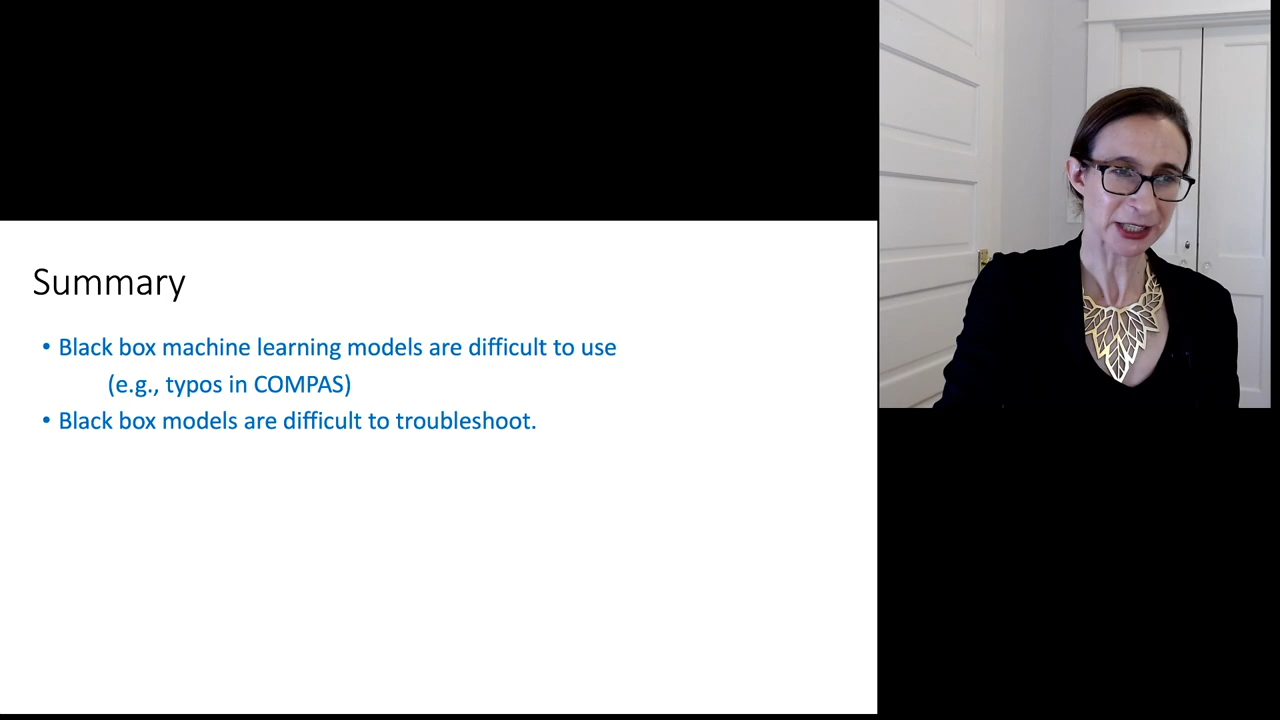 Summary
• Black box machine learning models are difficult to use
(e.g., typos in COMPAS)
• Black box models are difficult to troubleshoot.